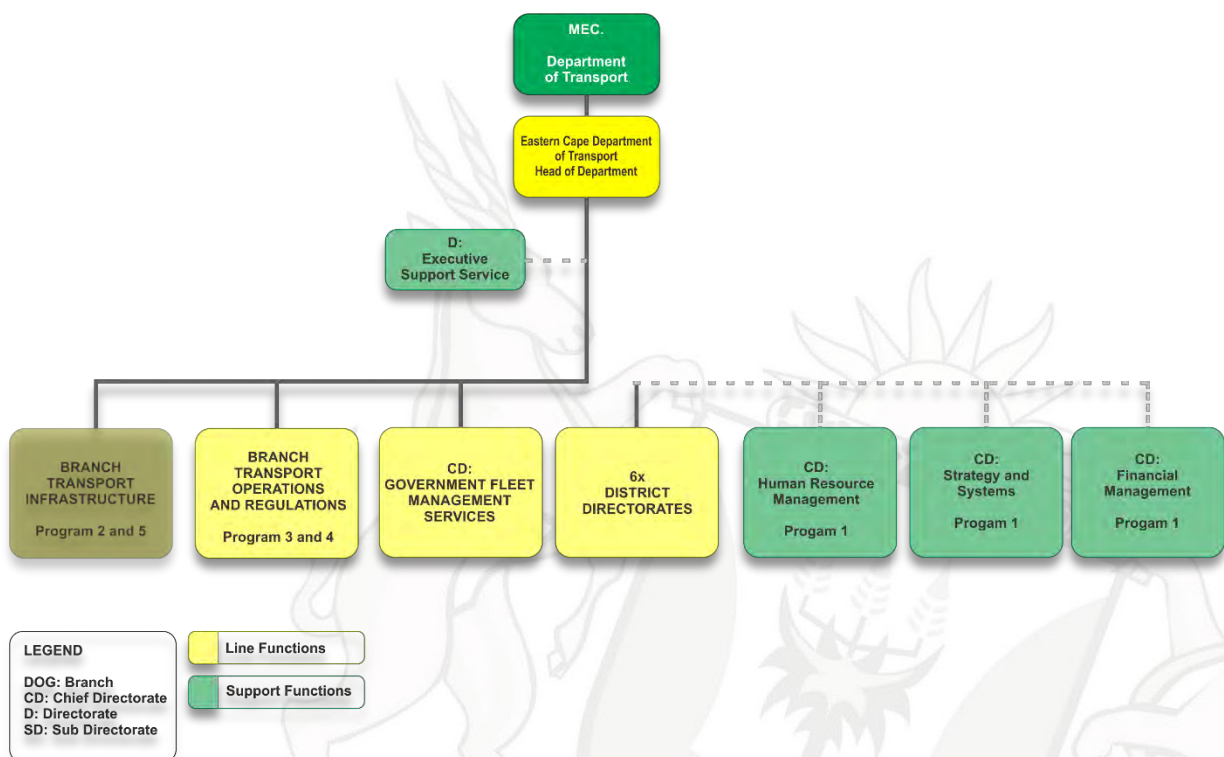 MEC.
Department
of Transport
Eastern Cape Department
of Transport
Head of Department
D:
Executive
Support Service
BRANCH
TRANSPORT
INFRASTRUCTURE
Program 2 and 5
BRANCH
TRANSPORT
OPERATIONS
AND REGULATIONS
Program 3 and 4
CD:
GOVERNMENT FLEET
MANAGEMENT
SERVICES
6x
DISTRICT
DIRECTORATES
CD:
Human Resource
Management
Progam 1
CD:
Strategy and
Systems
Progam 1
CD:
Financial
Management
Progam 1
LEGEND
DOG: Branch
CD: Chief Directorate
D: Directorate
SD: Sub Directorate
Line Functions
Support Functions